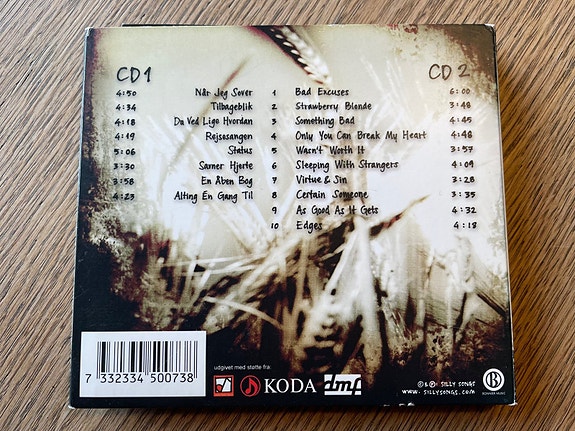 CD 1 CD 2
4:50 Når Jeg Sover 1 Bad Excuses 6:00
4:34 Tilbageblik 2 Strawberry Blonde 3:48
4:18 Du Ved Lige Hvordan 3 Something Bad 4:45
4:19 Rejsesangen 4 Only You Can Break My Heart 4:48
5:06 Status 5 Wasn't Worth It 3:57
3:30 Savner Hjerte 6 Sleeping With Strangers 4:09
3:58 En Åben Bog 7 Virtue & Sin 3:28
4:23 Alting En Gang Til 8 Certain Someone 3:35
9 As Good As It Gets 4:32
10 Edges 4:18
udgivet med støtte fra:
KODA dmf
© & ℗: SILLY SONGS
www.SILLYSONGS.COM
B
BONNIER MUSIC
7 332334 500738